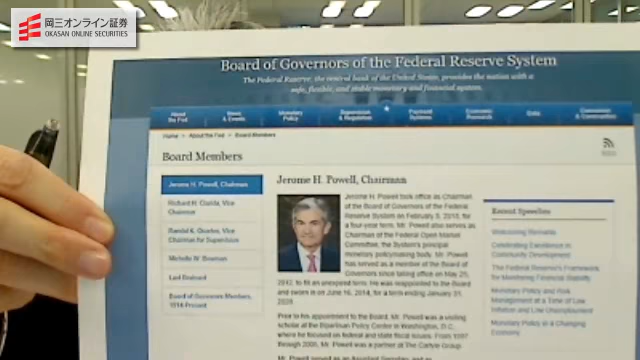 岡三オンライン証券
OKASAN ONLINE SECURITIES
Board of Governors of the Federal Reserve System
The Federal Reserve, the central bank of the United States, provides the nation with a
safe, flexible, and stable monetary and financial system.
About
the Fed
News
& Events
Monetary
Policy
Supervision
& Regulation
Payment
Systems
Economic
Research
Data
Home > About the Fed > Board Members
Board Members
Jerome H. Powell, Chairman
Richard H. Clarida, Vice
Chairman
Randal K. Quarles, Vice
Chairman for Supervision
Michelle W. Bowman
Lael Brainard
Board of Governors Members,
1914-Present
Jerome H. Powell, Chairman
Jerome H. Powell took office as Chairman
of the Board of Governors of the Federal
Reserve System on February 5, 2018, for
a four-year term. Mr. Powell also serves as
Chairman of the Federal Open Market
Committee, the System's principal
monetary policymaking body. Mr. Powell
has served as a member of the Board of
Governors since taking office on May 25,
2012, to fill an unexpired term. He was reappointed to the Board
and sworn in on June 16, 2014, for a term ending January 31,
2028.
Prior to his appointment to the Board, Mr. Powell was a visiting
scholar at the Bipartisan Policy Center in Washington, D.C.,
where he focused on federal and state fiscal issues. From 1997
through 2005, Mr. Powell was a partner at The Carlyle Group.
Mr. Powell served as an Assistant Secretary and
RSS
Recent Speeches
Welcoming Remarks
Celebrating Excellence in
Community Development
The Federal Reserve's Framework
for Monitoring Financial Stability
Monetary Policy and Risk
Management at a Time of Low
Inflation and Low Unemployment
Monetary Policy in a Changing
Economy